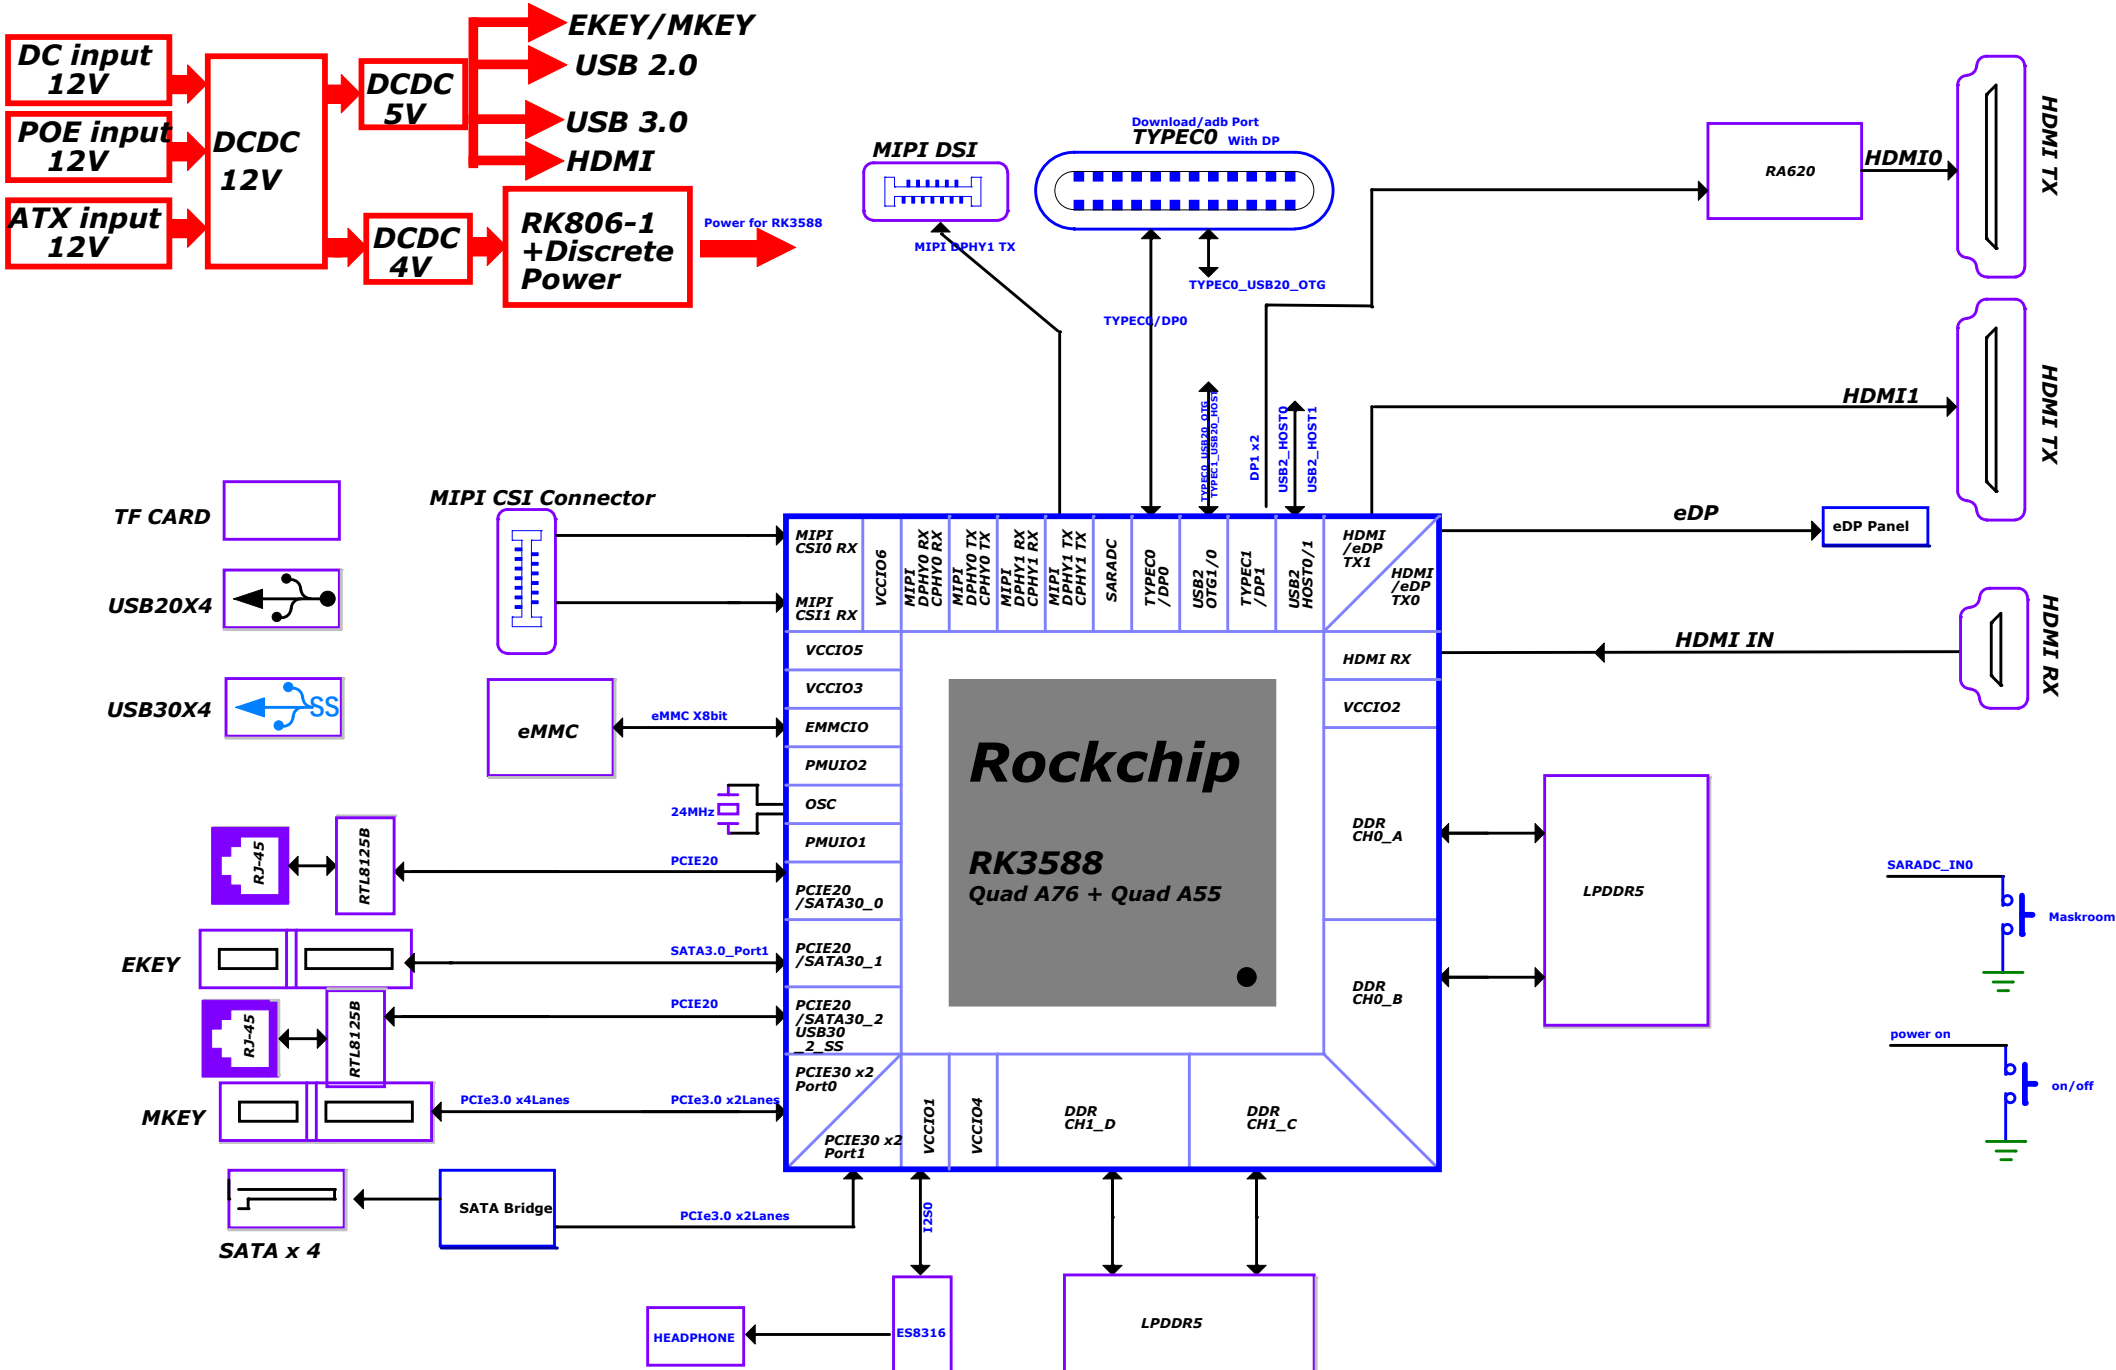 DC input
12V
POE input
12V
ATX input
12V
DCDC
12V
DCDC
5V
DCDC
4V
EKEY/MKEY
USB 2.0
USB 3.0
HDMI
RK806-1
+Discrete
Power
Power for RK3588
MIPI DSI
MIPI DPHY1 TX
Download/adb Port
TYPEC0 With DP
TYPEC0_USB20_OTG
TYPEC0/DP0
TYPEC0_USB20_OTG
TYPEC1_USB20_HOST
DP1 x2
USB2_HOST0
USB2_HOST1
RA620
HDMI0
HDMI TX
HDMI1
HDMI TX
eDP
eDP Panel
HDMI IN
HDMI RX
TF CARD
USB20X4
USB30X4
SS
MIPI CSI Connector
eMMC
eMMC X8bit
24MHz
RJ-45
RTL8125B
PCIE20
EKEY
SATA3.0_Port1
RJ-45
RTL8125B
PCIE20
MKEY
PCIe3.0 x4Lanes
PCIe3.0 x2Lanes
SATA x 4
SATA Bridge
PCIe3.0 x2Lanes
MIPI
CSI0 RX
MIPI
CSI1 RX
VCCIO6
MIPI
DPHY0 RX
CPHY0 RX
MIPI
DPHY0 TX
CPHY0 TX
MIPI
DPHY1 RX
CPHY1 RX
MIPI
DPHY1 TX
CPHY1 TX
SARADC
TYPEC0
/DP0
USB2
OTG1/0
TYPEC1
/DP1
USB2
HOST0/1
HDMI
/eDP
TX1
HDMI
/eDP
TX0
VCCIO5
VCCIO3
EMMCIO
PMUIO2
OSC
PMUIO1
PCIE20
/SATA30_0
PCIE20
/SATA30_1
PCIE20
/SATA30_2
USB30
_2_SS
PCIE30 x2
Port0
PCIE30 x2
Port1
VCCIO1
VCCIO4
DDR
CH1_D
DDR
CH1_C
HDMI RX
VCCIO2
DDR
CH0_A
DDR
CH0_B
Rockchip
RK3588
Quad A76 + Quad A55
LPDDR5
SARADC_IN0
Maskroom
power on
on/off
I2S0
ES8316
HEADPHONE
LPDDR5